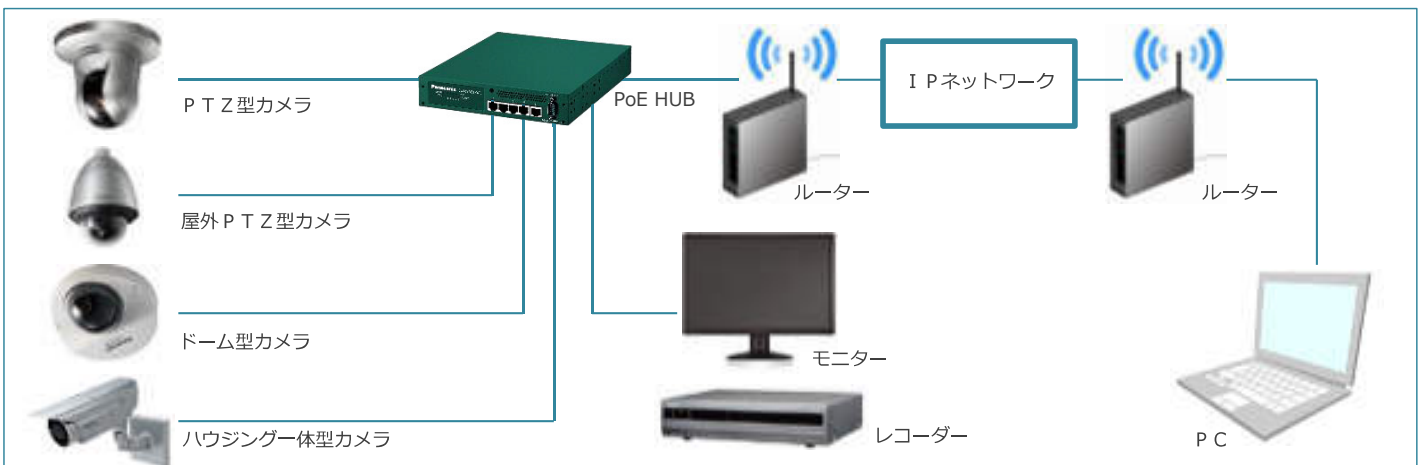 PTZ型カメラ
屋外PTZ型カメラ
ドーム型カメラ
ハウジング一体型カメラ
Panasonic
PoE HUB
ルーター
IPネットワーク
ルーター
モニター
レコーダー
PC